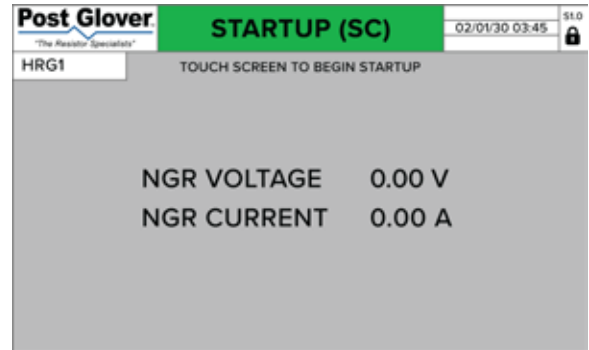 Post Glover
"The Resistor Specialists"
STARTUP (SC)
02/01/30 03:45
S1.0
HRG1
TOUCH SCREEN TO BEGIN STARTUP
NGR VOLTAGE 0.00 V
NGR CURRENT 0.00 A